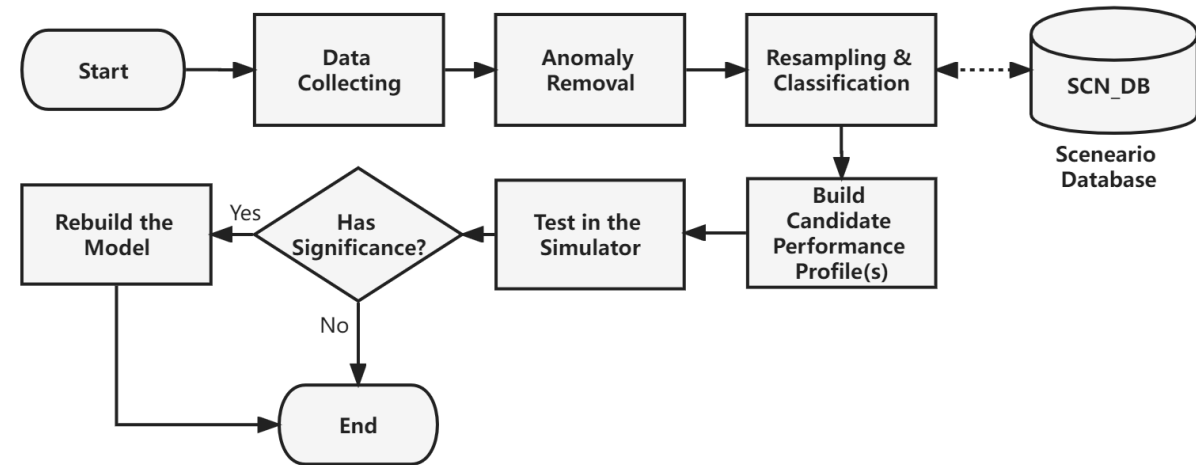 Start
Data
Collecting
Anomaly
Removal
Resampling &
Classification
SCN_DB
Sceneario
Database
Rebuild the
Model
Yes
Has
Significance?
No
Test in the
Simulator
Build
Candidate
Performance
Profile(s)
End